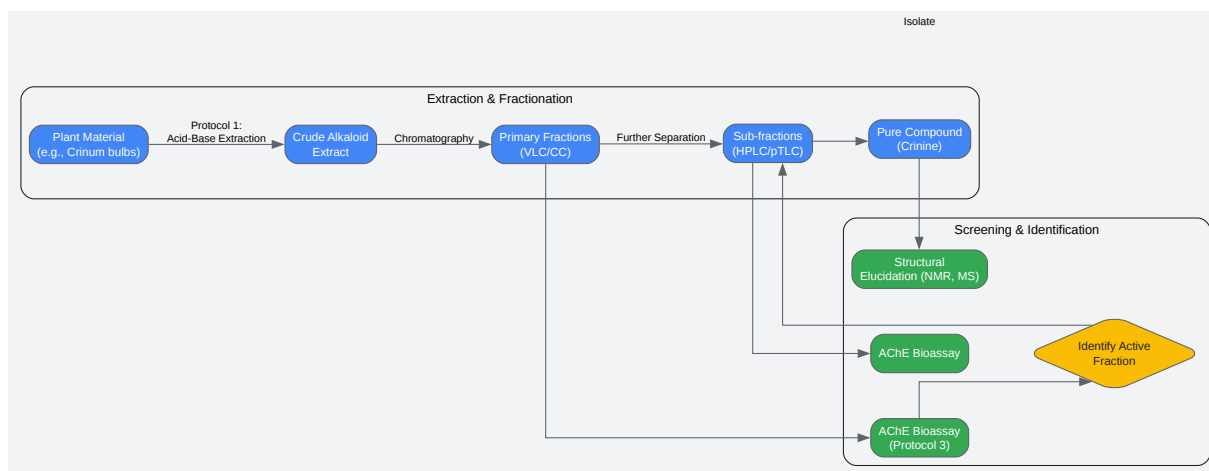 Isolate
Extraction & Fractionation
Plant Material
(e.g., Crinum bulbs)
Protocol 1:
Acid-Base Extraction
Crude Alkaloid
Extract
Chromatography
Primary Fractions
(VLC/CC)
Further Separation
Sub-fractions
(HPLC/pTLC)
Pure Compound
(Crinine)
Screening & Identification
Structural
Elucidation (NMR, MS)
AChE Bioassay
Identify Active
Fraction
AChE Bioassay
(Protocol 3)